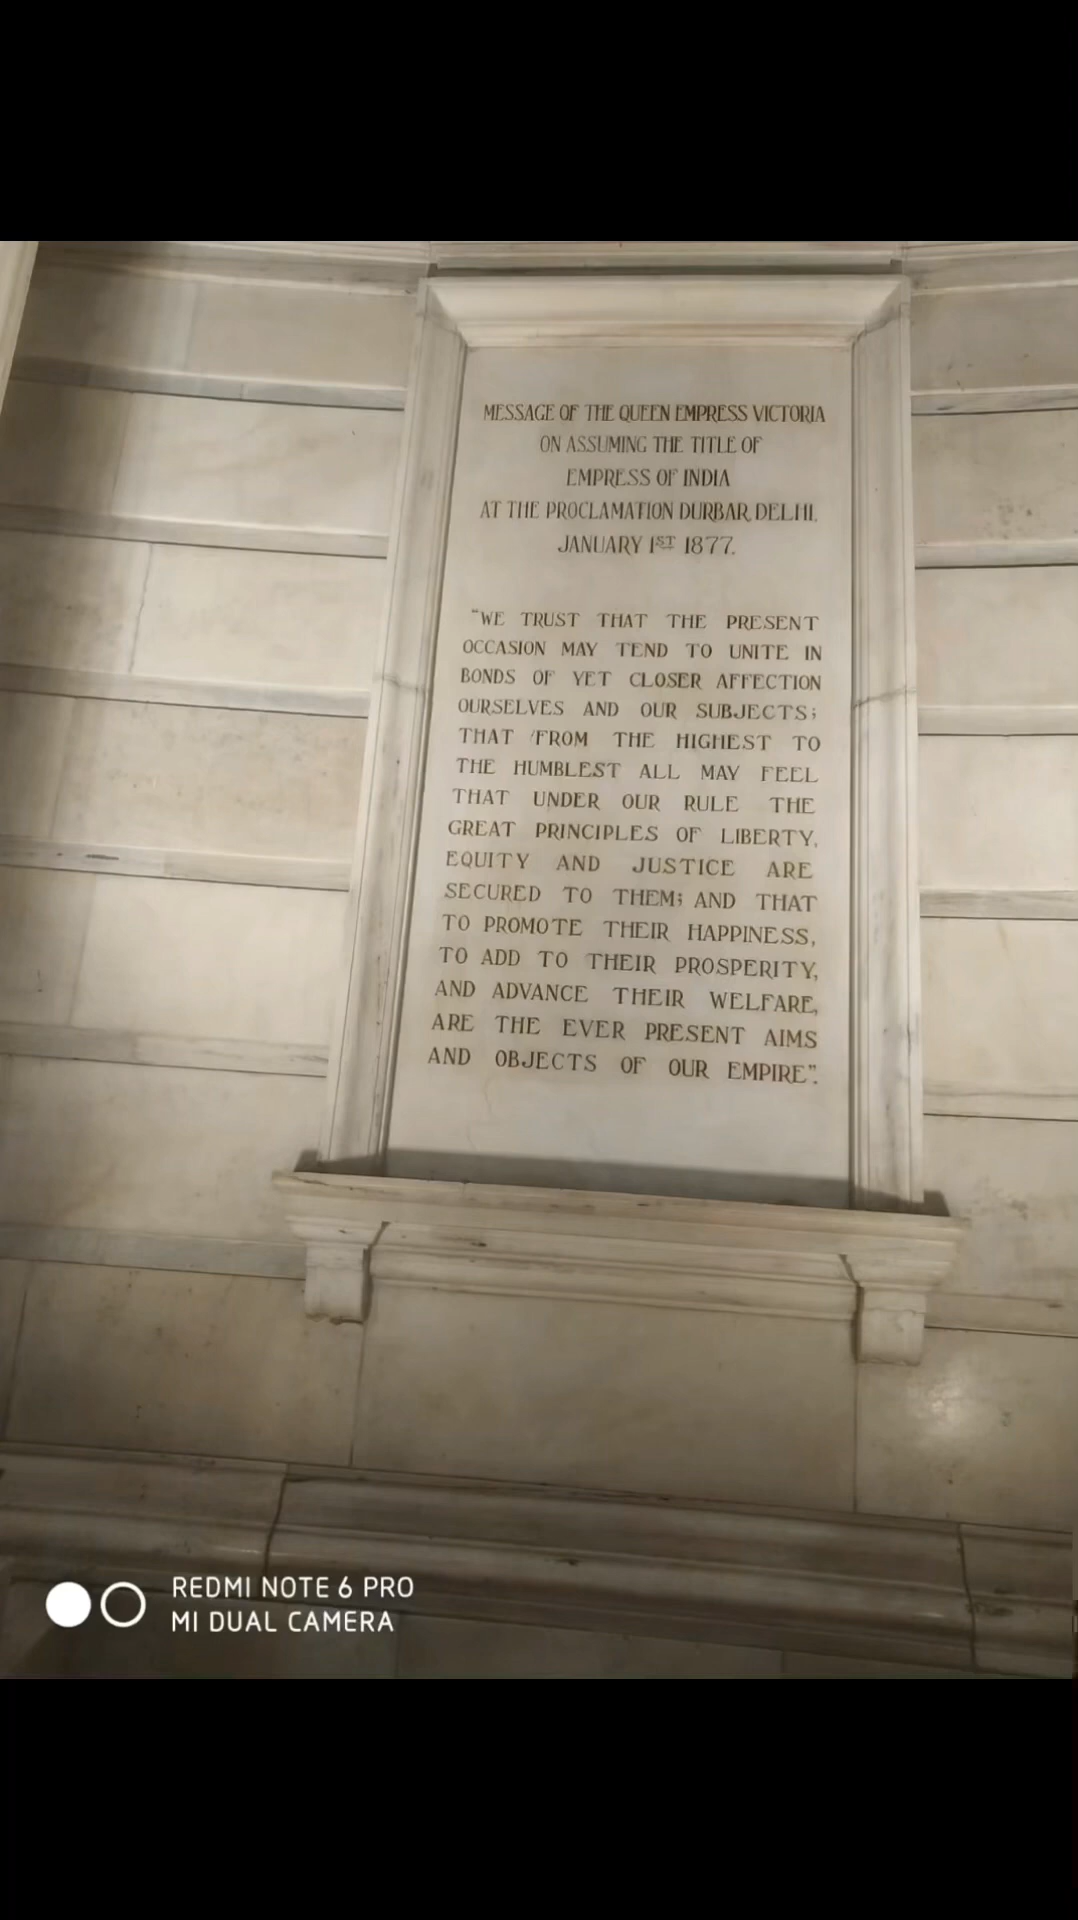 MESSAGE OF THE QUEEN EMPRESS VICTORIA
ON ASSUMING THE TITLE OF
EMPRESS OF INDIA
AT THE PROCLAMATION DURBAR, DELHI.
JANUARY 1ST 1877.
"WE TRUST THAT THE PRESENT
OCCASION MAY TEND TO UNITE IN
BONDS OF YET CLOSER AFFECTION
OURSELVES AND OUR SUBJECTS;
THAT FROM THE HIGHEST TO
THE HUMBLEST ALL MAY FEEL
THAT UNDER OUR RULE THE
GREAT PRINCIPLES OF LIBERTY,
EQUITY AND JUSTICE ARE
SECURED TO THEM; AND THAT
TO PROMOTE THEIR HAPPINESS,
TO ADD TO THEIR PROSPERITY,
AND ADVANCE THEIR WELFARE,
ARE THE EVER PRESENT AIMS
AND OBJECTS OF OUR EMPIRE".
REDMI NOTE 6 PRO
MI DUAL CAMERA